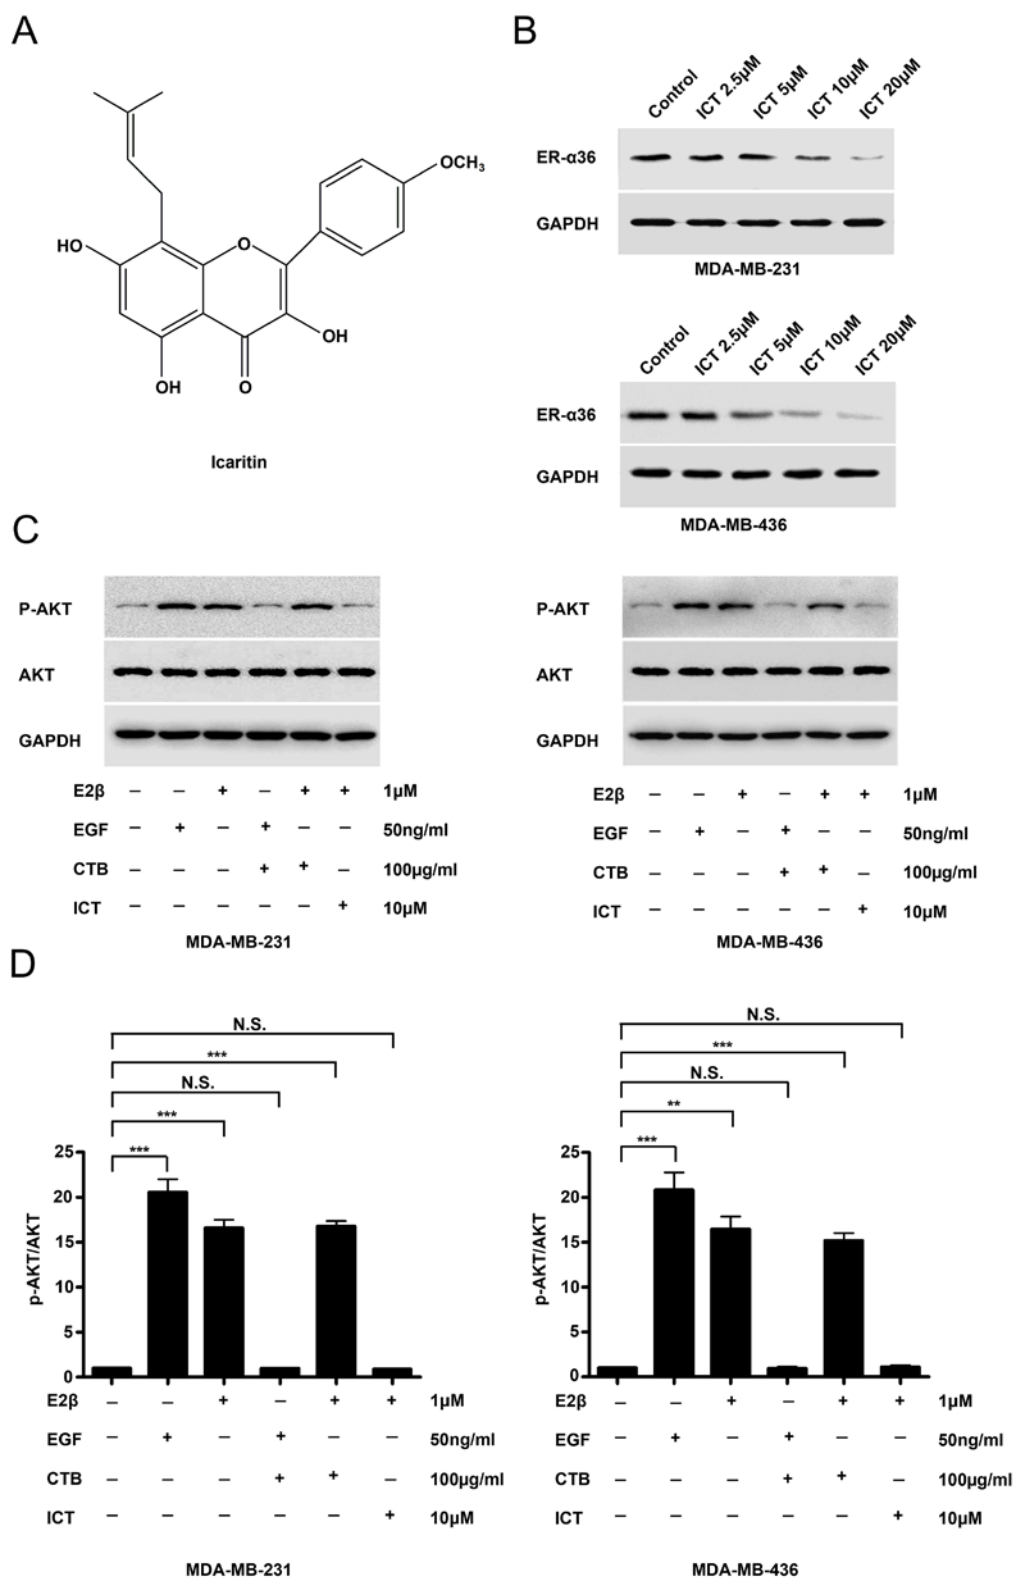 A
OCH3
HO
O
OH
OH
O
Icaritin
B
Control ICT 2.5μM ICT 5μM ICT 10μM ICT 20μM
ER-α36
GAPDH
MDA-MB-231
Control ICT 2.5μM ICT 5μM ICT 10μM ICT 20μM
ER-α36
GAPDH
MDA-MB-436
C
P-AKT
AKT
GAPDH
E2β − − + − + + 1μM
EGF − + − + − − 50ng/ml
CTB − − − + + − 100μg/ml
ICT − − − − − + 10μM
MDA-MB-231
P-AKT
AKT
GAPDH
E2β − − + − + + 1μM
EGF − + − + − − 50ng/ml
CTB − − − + + − 100μg/ml
ICT − − − − − + 10μM
MDA-MB-436
D
N.S.
***
N.S.
***
***
25
20
15
10
5
0
p-AKT/AKT
E2β − − + − + + 1μM
EGF − + − + − − 50ng/ml
CTB − − − + + − 100μg/ml
ICT − − − − − + 10μM
MDA-MB-231
N.S.
***
N.S.
**
***
25
20
15
10
5
0
p-AKT/AKT
E2β − − + − + + 1μM
EGF − + − + − − 50ng/ml
CTB − − − + + − 100μg/ml
ICT − − − − − + 10μM
MDA-MB-436